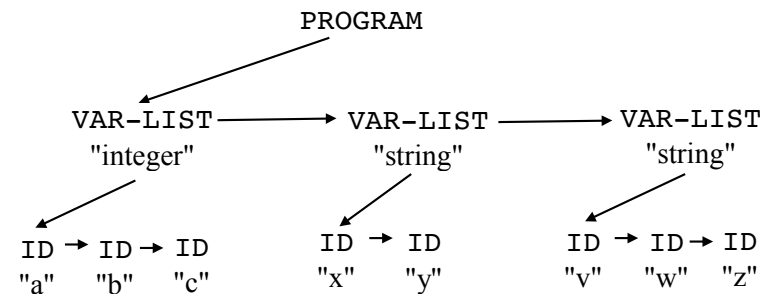 PROGRAM
VAR-LIST VAR-LIST VAR-LIST
"integer" "string" "string"
ID ID ID ID ID ID ID ID
"a" "b" "c" "x" "y" "v" "w" "z"